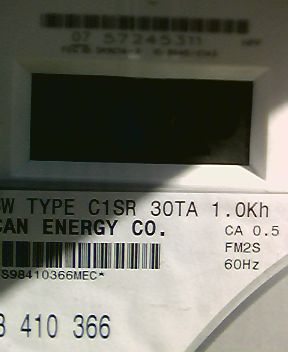 07 57245311
W TYPE C1SR 30TA 1.0Kh
CAN ENERGY CO.
CA 0.5
FM2S
60Hz
S98410366MEC*
410 366